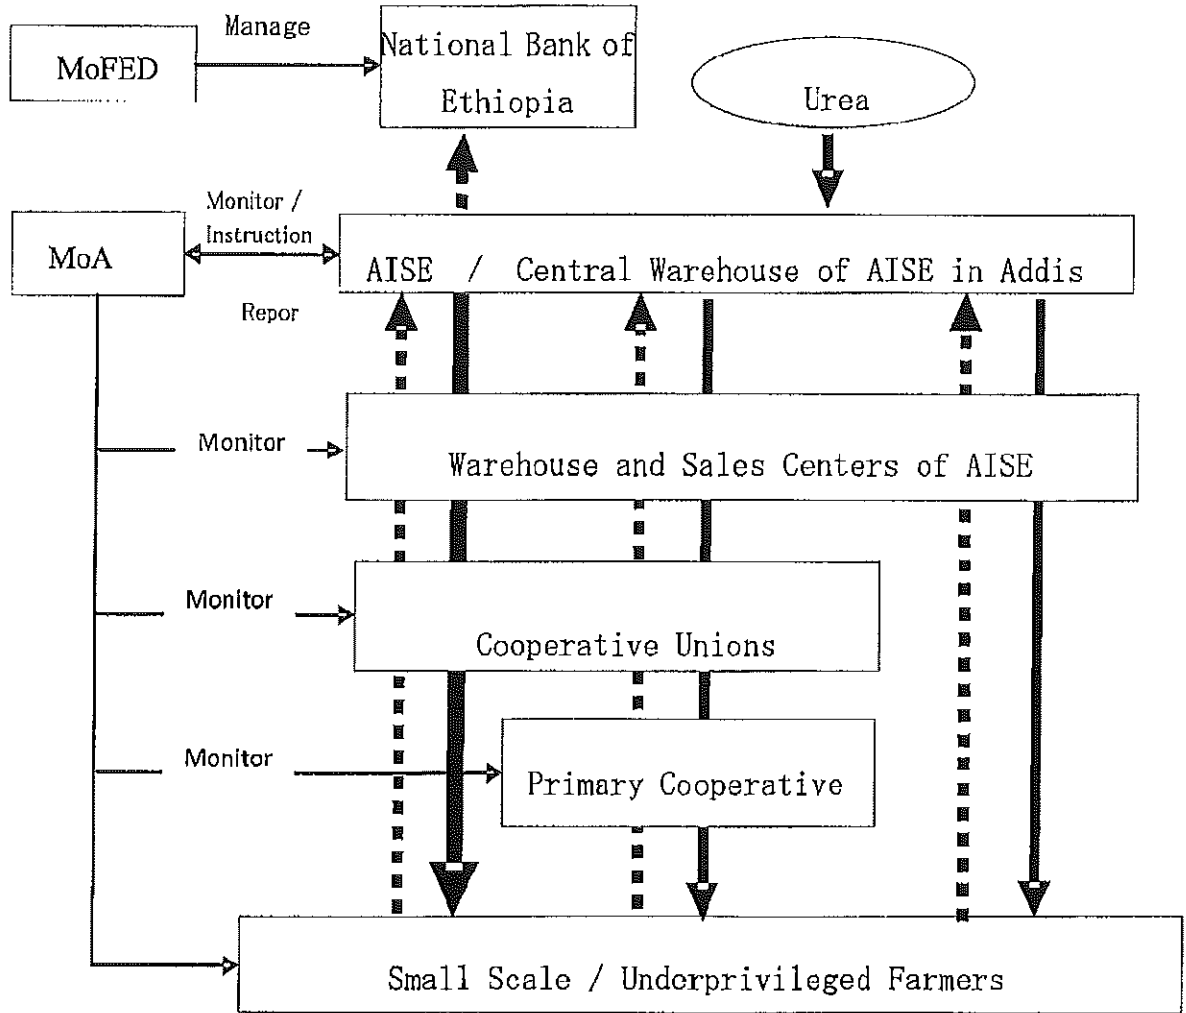 Manage
MoFED
National Bank of
Ethiopia
Urea
Monitor /
Instruction
MoA
AISE / Central Warehouse of AISE in Addis
Repor
Monitor
Warehouse and Sales Centers of AISE
Monitor
Cooperative Unions
Monitor
Primary Cooperative
Small Scale / Underprivileged Farmers